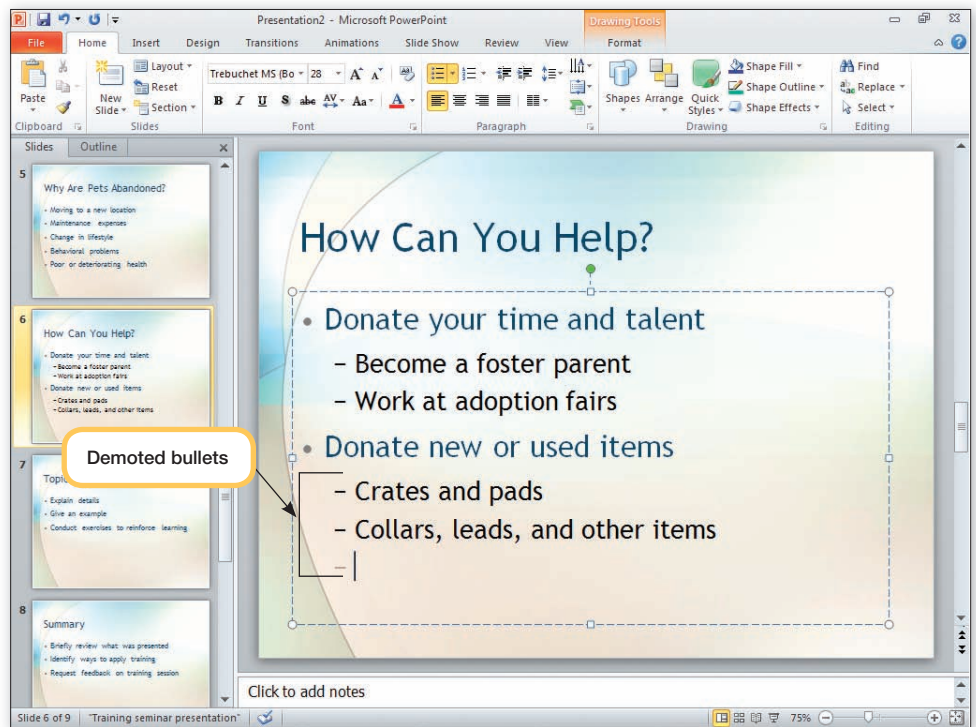 Presentation2 - Microsoft PowerPoint
Drawing Tools
File Home Insert Design Transitions Animations Slide Show Review View Format
Paste
New
Slide
Layout
Reset
Section
Trebuchet MS (Bo 28 A A
B I U S abc AV Aa A
Shapes Arrange Quick
Styles
Shape Fill
Shape Outline
Shape Effects
Find
Replace
Select
Clipboard Slides Font Paragraph Drawing Editing
Slides Outline
5
Why Are Pets Abandoned?
• Moving to a new location
• Maintenance expenses
• Change in lifestyle
• Behavioral problems
• Poor or deteriorating health
6
How Can You Help?
• Donate your time and talent
– Become a foster parent
– Work at adoption fairs
• Donate new or used items
– Crates and pads
– Collars, leads, and other items
7
Topi
• Explain details
• Give an example
• Conduct exercises to reinforce learning
8
Summary
• Briefly review what was presented
• Identify ways to apply training
• Request feedback on training session
Demoted bullets
How Can You Help?
• Donate your time and talent
– Become a foster parent
– Work at adoption fairs
• Donate new or used items
– Crates and pads
– Collars, leads, and other items
–
Click to add notes
Slide 6 of 9 "Training seminar presentation" 75%